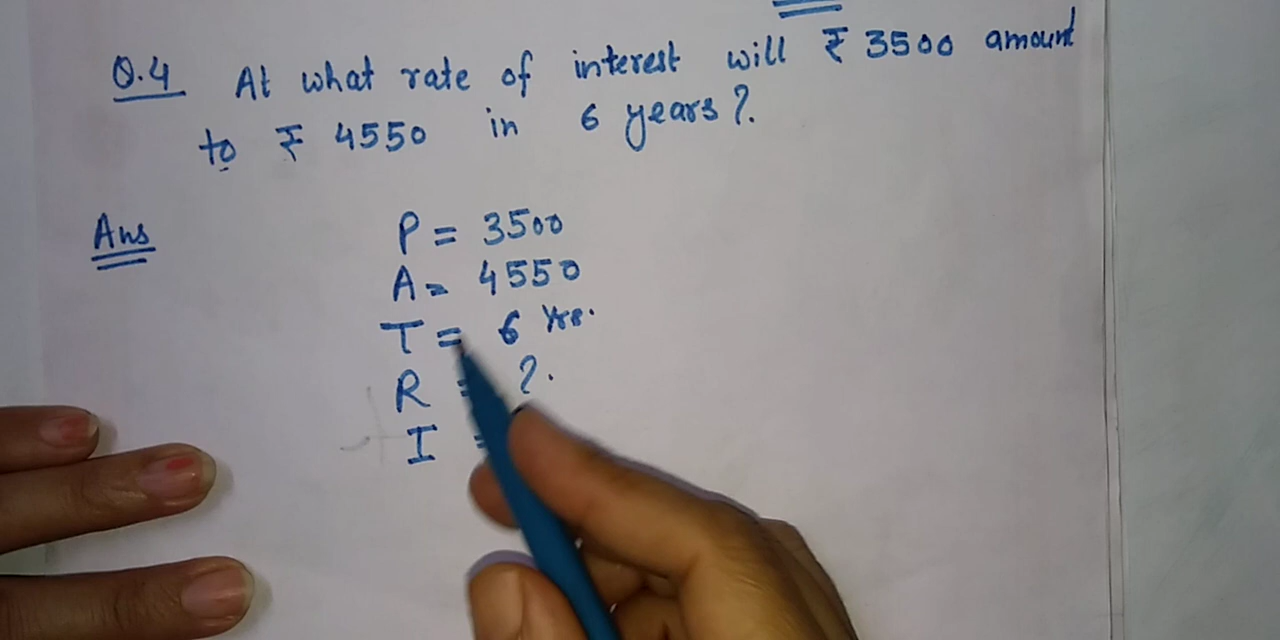 Q.4 At what rate of interest will ₹ 3500 amount
to ₹ 4550 in 6 years?.
Ans
P = 3500
A = 4550
T = 6 Yrs.
R = ?.
I =